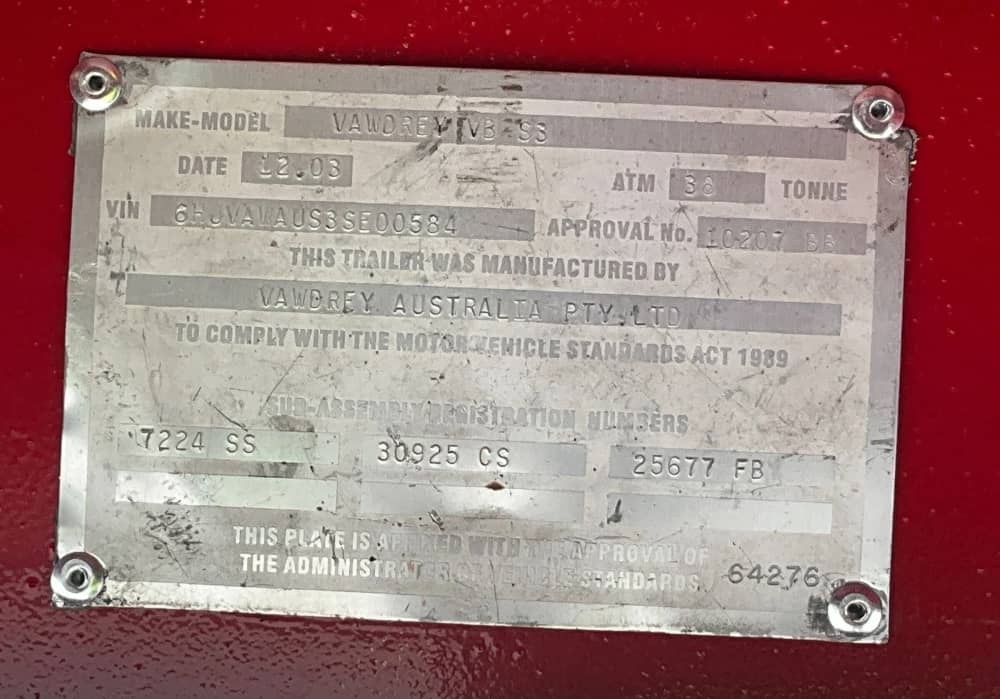 MAKE-MODEL VAWDREY VB-S3
DATE 12.03
ATM 38 TONNE
VIN 6HJVAWAUS3SE00584 APPROVAL No. 10207 BB
THIS TRAILER WAS MANUFACTURED BY
VAWDREY AUSTRALIA PTY.LTD
TO COMPLY WITH THE MOTOR VEHICLE STANDARDS ACT 1989
SUB-ASSEMBLY REGISTRATION NUMBERS
7224 SS 30925 CS 25677 FB
THIS PLATE IS AFFIXED WITH THE APPROVAL OF
THE ADMINISTRATOR OF VEHICLE STANDARDS. 64276